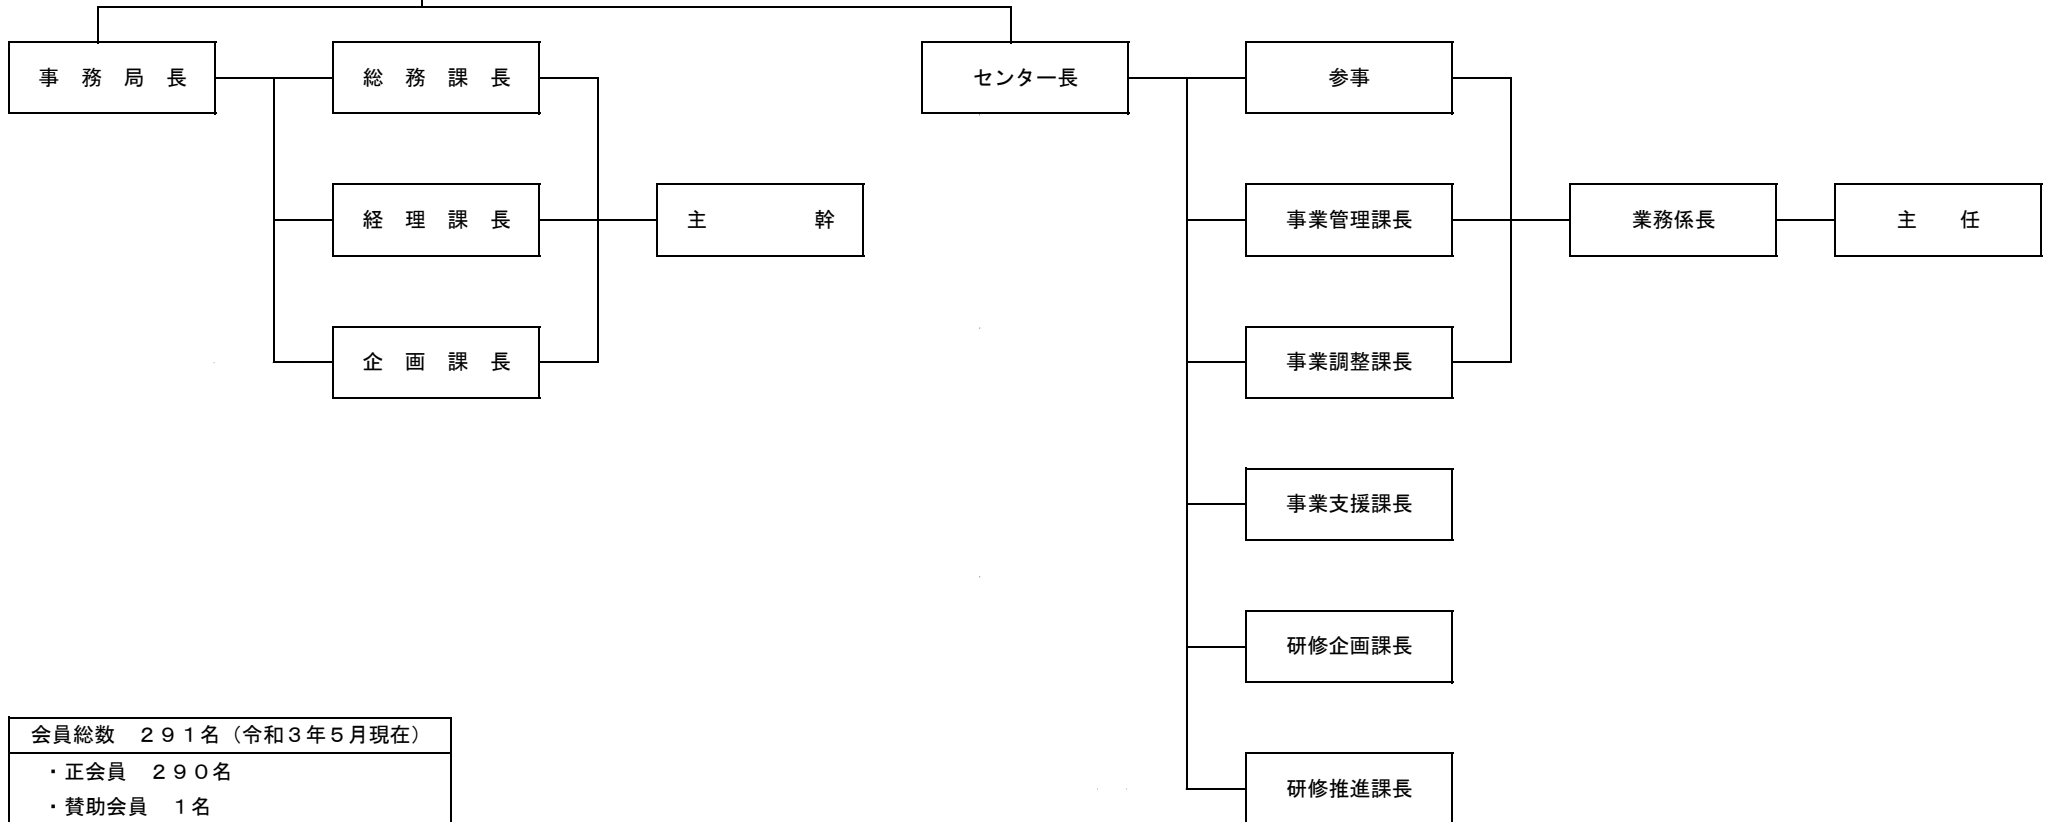 事　務　局　長
総　務　課　長
経　理　課　長
主　　　　　幹
企　画　課　長
センター長
参事
事業管理課長
業務係長
主　　任
事業調整課長
事業支援課長
研修企画課長
研修推進課長
会員総数　２９１名（令和３年５月現在）
・正会員　２９０名
・賛助会員　１名